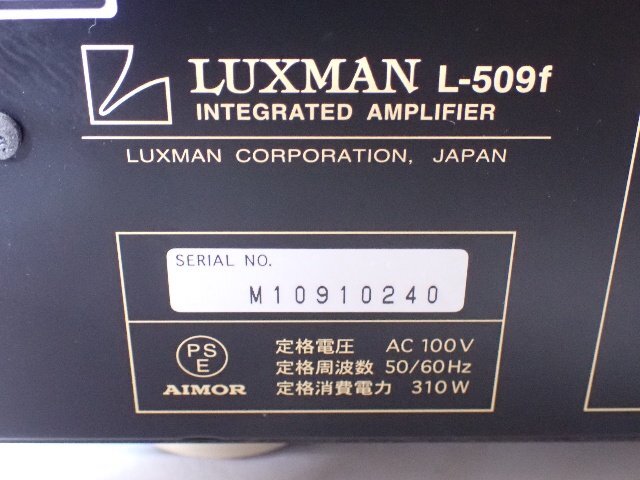 LUXMAN L-509f
INTEGRATED AMPLIFIER
LUXMAN CORPORATION, JAPAN
SERIAL NO.
M10910240
PS
E
AIMOR
定格電圧 AC 100V
定格周波数 50/60Hz
定格消費電力 310W